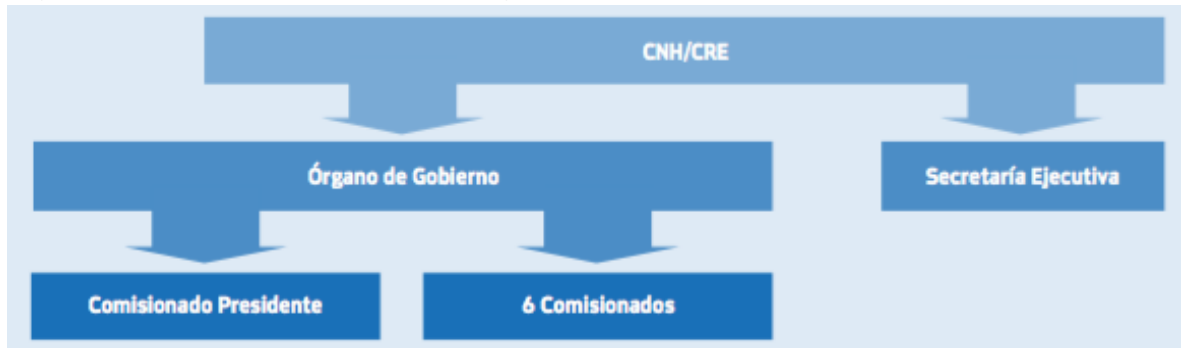 CNH/CRE
Órgano de Gobierno
Secretaría Ejecutiva
Comisionado Presidente
6 Comisionados